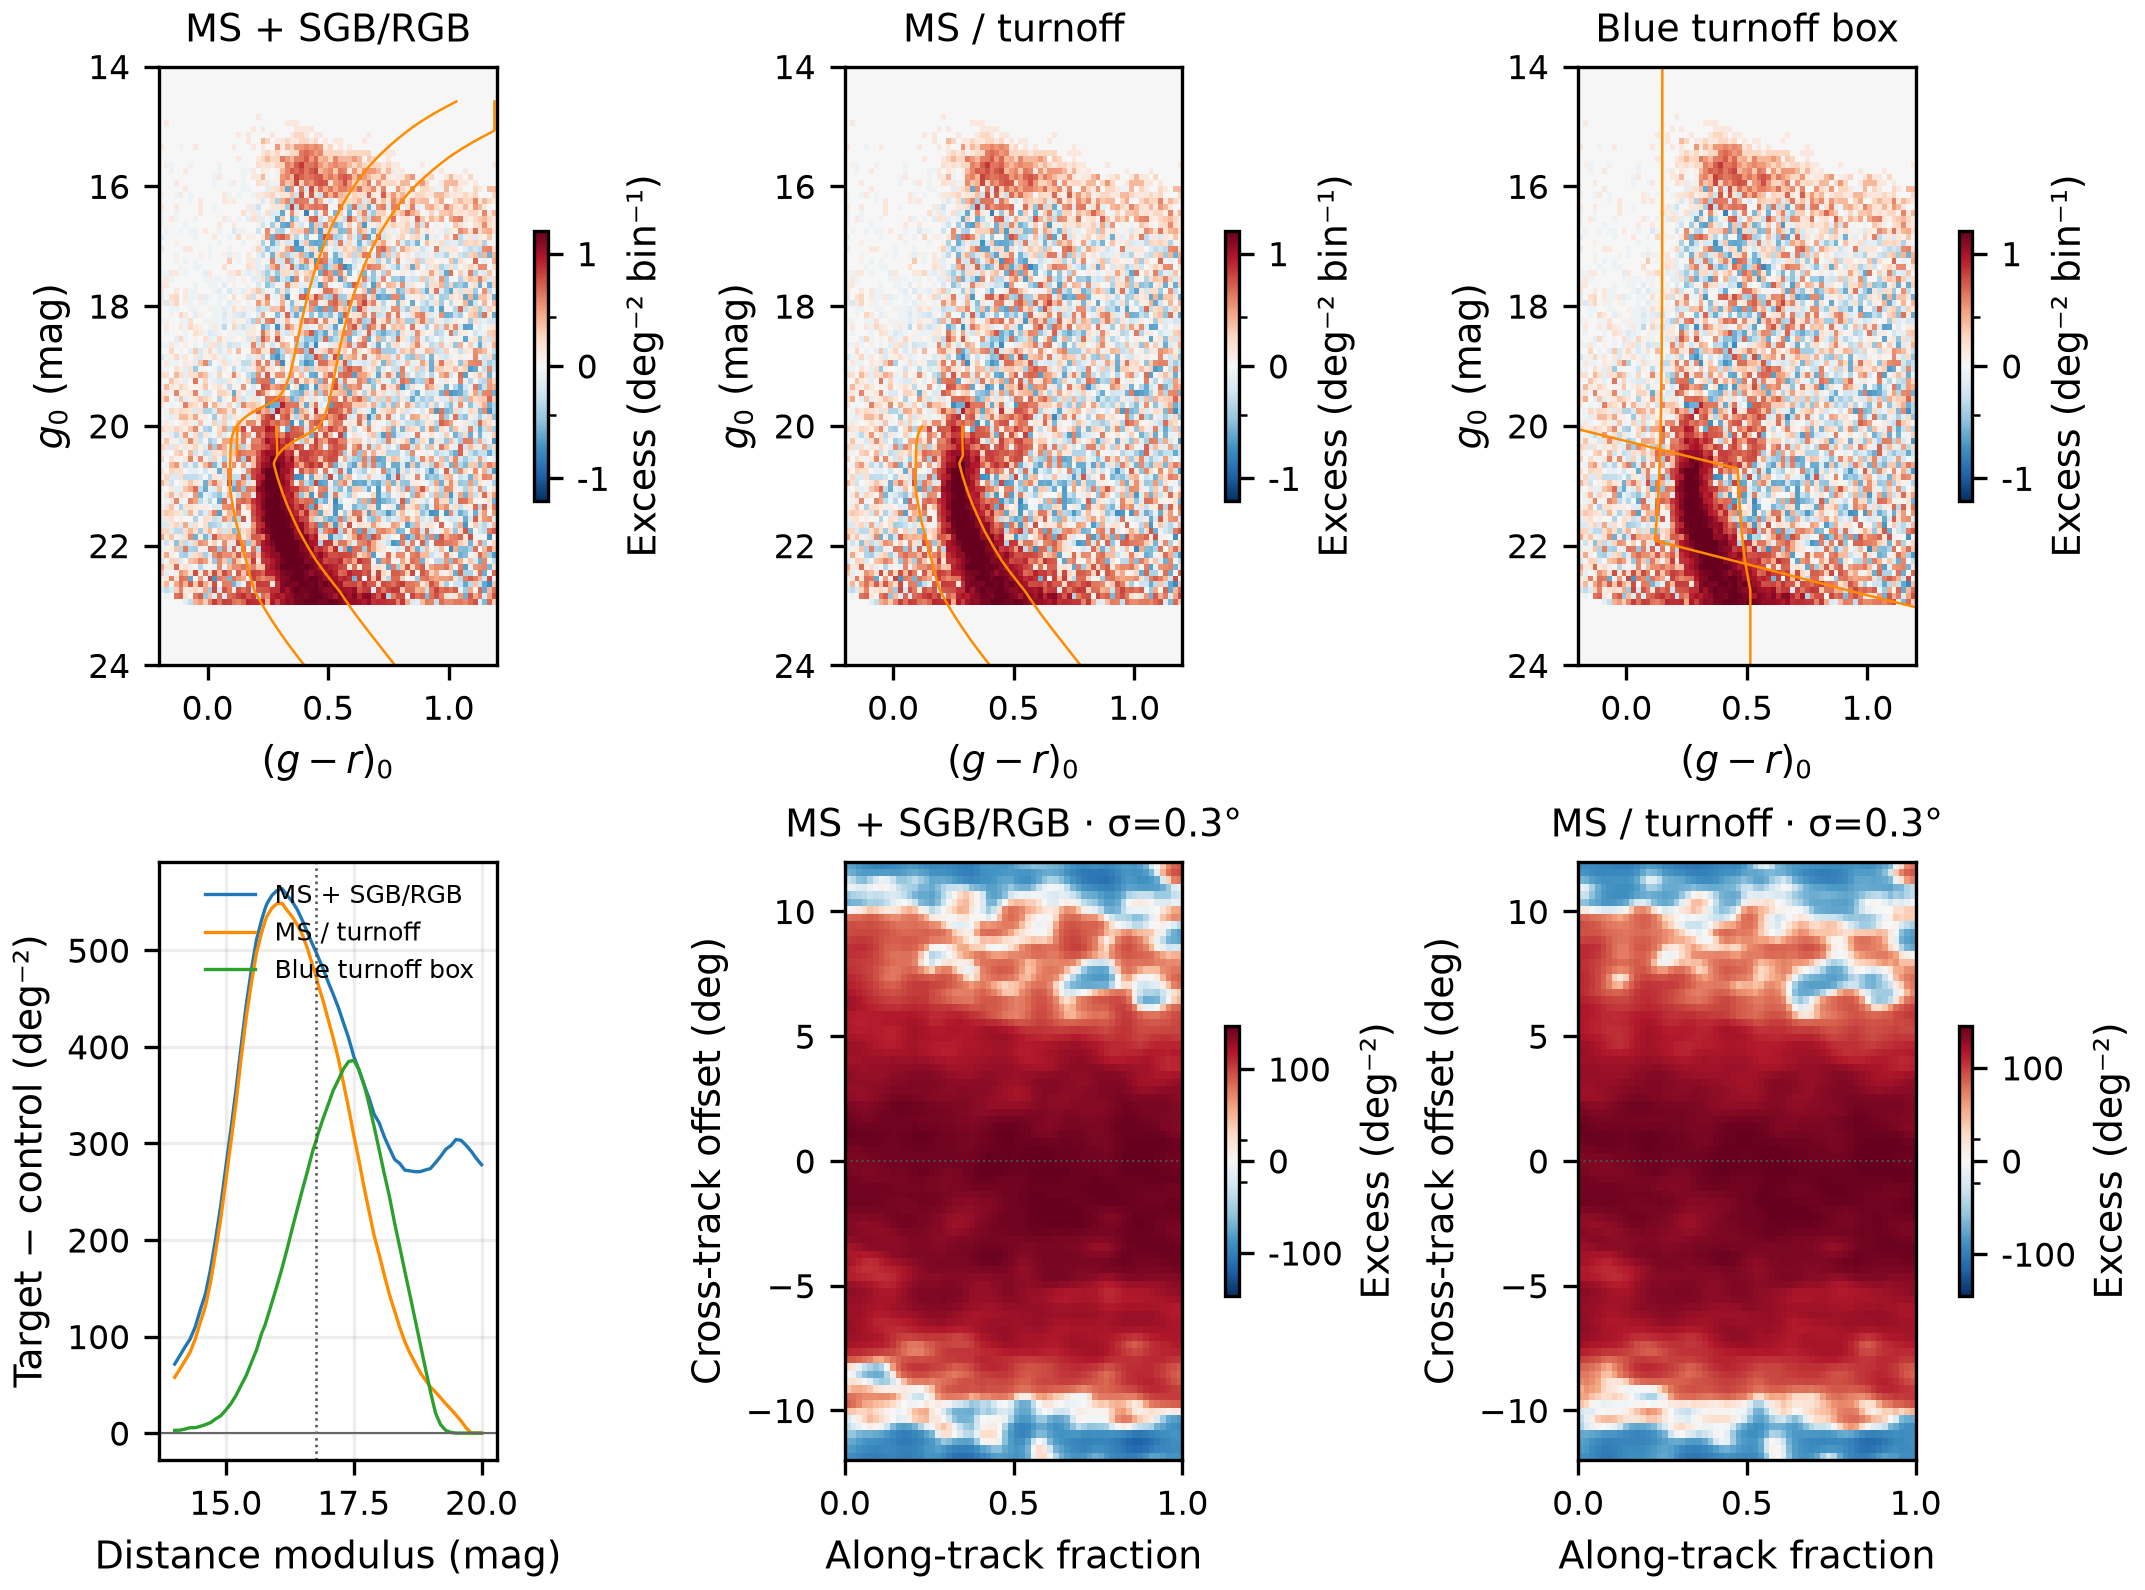 MS + SGB/RGB
14
16
18
20
22
24
g₀ (mag)
0.0 0.5 1.0
(g − r)₀
1
0
-1
Excess (deg⁻² bin⁻¹)
MS / turnoff
14
16
18
20
22
24
g₀ (mag)
0.0 0.5 1.0
(g − r)₀
1
0
-1
Excess (deg⁻² bin⁻¹)
Blue turnoff box
14
16
18
20
22
24
g₀ (mag)
0.0 0.5 1.0
(g − r)₀
1
0
-1
Excess (deg⁻² bin⁻¹)
MS + SGB/RGB
MS / turnoff
Blue turnoff box
500
400
300
200
100
0
Target − control (deg⁻²)
15.0 17.5 20.0
Distance modulus (mag)
MS + SGB/RGB · σ=0.3°
10
5
0
−5
−10
Cross-track offset (deg)
0.0 0.5 1.0
Along-track fraction
100
0
-100
Excess (deg⁻²)
MS / turnoff · σ=0.3°
10
5
0
−5
−10
Cross-track offset (deg)
0.0 0.5 1.0
Along-track fraction
100
0
-100
Excess (deg⁻²)